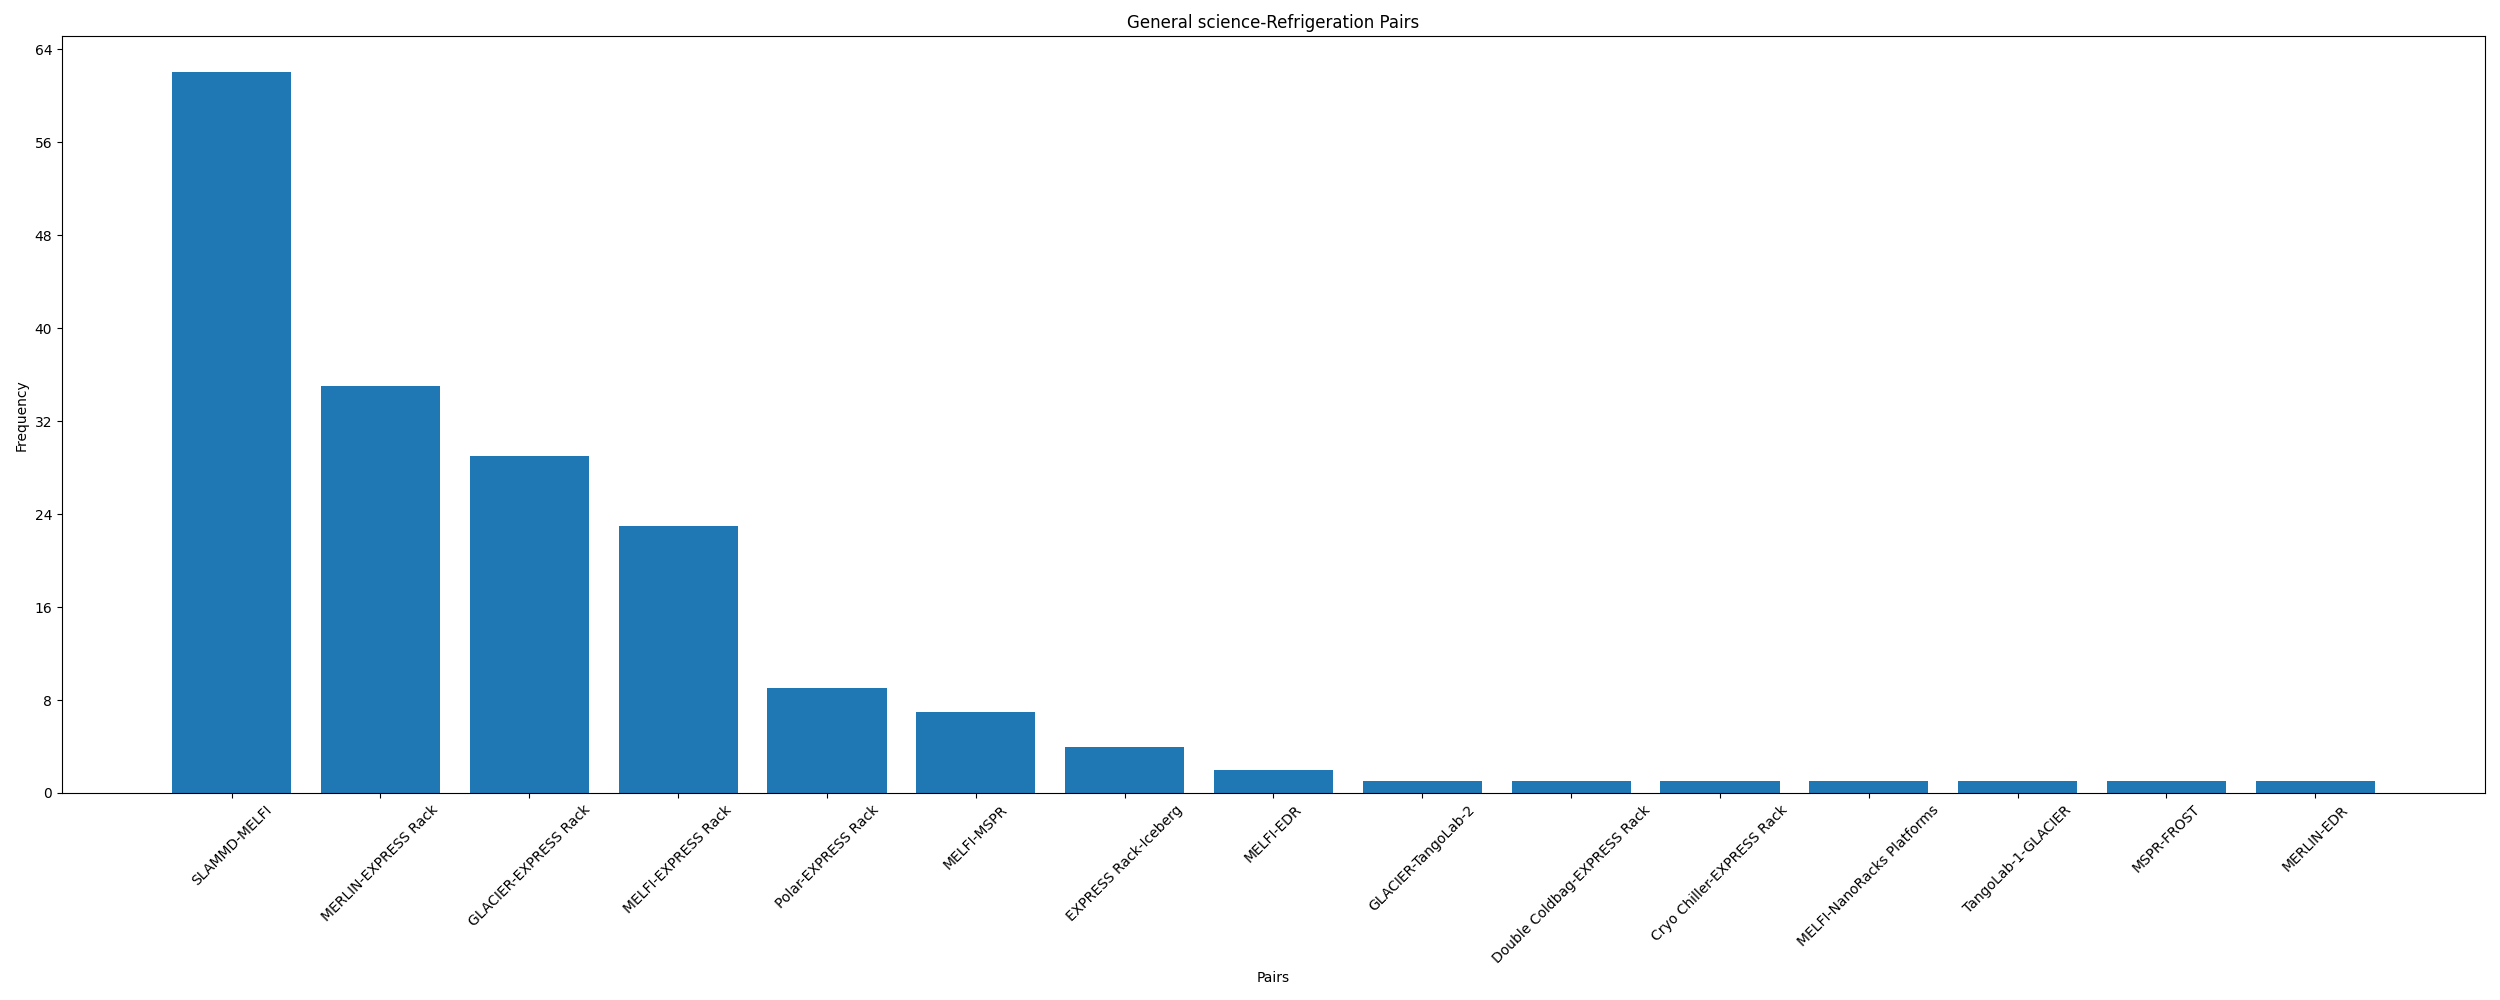 General science-Refrigeration Pairs
64
56
48
40
32
24
16
8
0
Frequency
SLAMMD-MELFI
MERLIN-EXPRESS Rack
GLACIER-EXPRESS Rack
MELFI-EXPRESS Rack
Polar-EXPRESS Rack
MELFI-MSPR
EXPRESS Rack-Iceberg
MELFI-EDR
GLACIER-TangoLab-2
Double Coldbag-EXPRESS Rack
Cryo Chiller-EXPRESS Rack
MELFI-NanoRacks Platforms
TangoLab-1-GLACIER
MSPR-FROST
MERLIN-EDR
Pairs